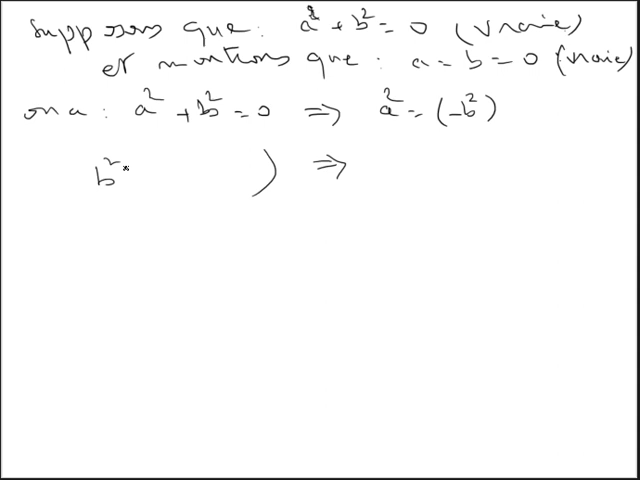 supposons que : a² + b² = 0 (vraie)
et montrons que : a = b = 0 (vraie)
on a : a² + b² = 0 ⇒ a² = (-b²)
b² ) ⇒